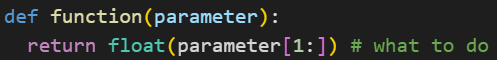 def function(parameter):
  return float(parameter[1:]) # what to do